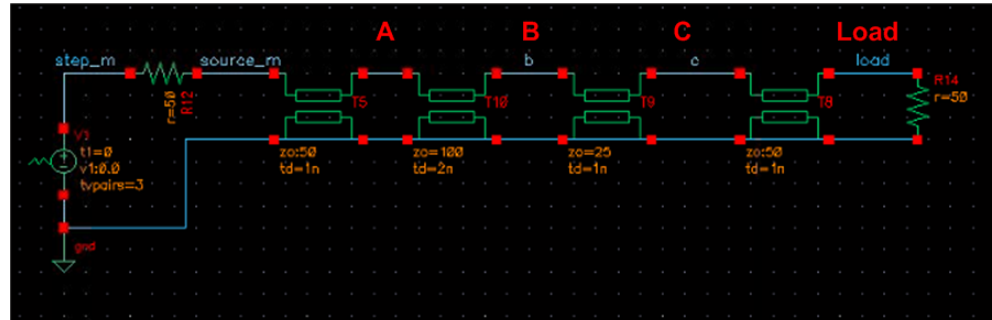 A B C Load
step_m source_m b c load
r=50
R12
T5 T10 T9 T8
R14
r=50
V3
t1=0
v1:0.0
tvpairs=3
zo:50 zo=100 zo=25 zo:50
td=1n td=2n td=1n td=1n
gnd